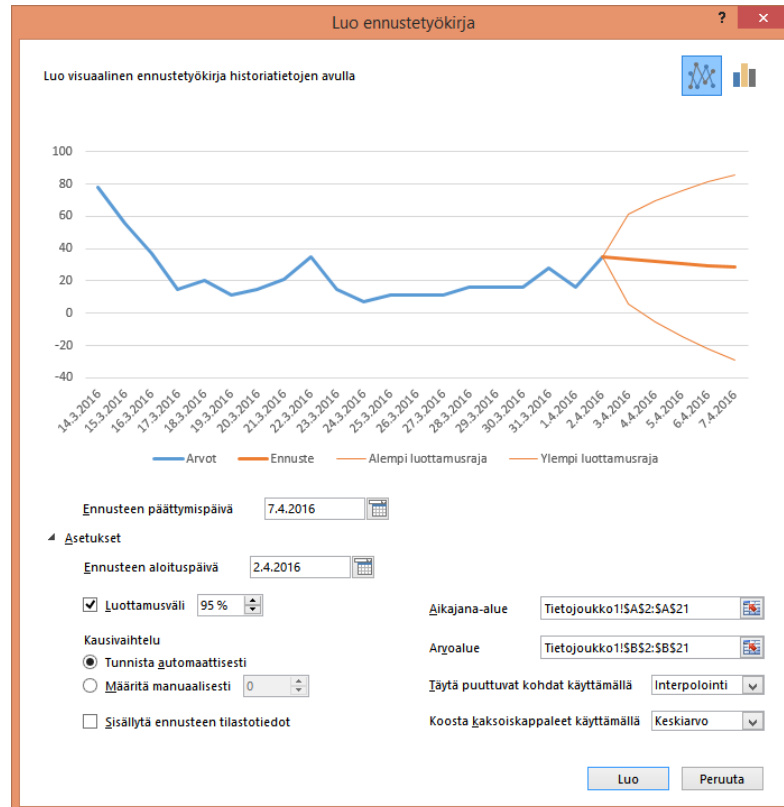 Luo ennustetyökirja
?
×
Luo visuaalinen ennustetyökirja historiatietojen avulla
100
80
60
40
20
0
-20
-40
14.3.2016 15.3.2016 16.3.2016 17.3.2016 18.3.2016 19.3.2016 20.3.2016 21.3.2016 22.3.2016 23.3.2016 24.3.2016 25.3.2016 26.3.2016 27.3.2016 28.3.2016 29.3.2016 30.3.2016 31.3.2016 1.4.2016 2.4.2016 3.4.2016 4.4.2016 5.4.2016 6.4.2016 7.4.2016
Arvot Ennuste Alempi luottamusraja Ylempi luottamusraja
Ennusteen päättymispäivä 7.4.2016
Asetukset
Ennusteen aloituspäivä 2.4.2016
Luottamusväli 95 %
Kausivaihtelu
Tunnista automaattisesti
Määritä manuaalisesti 0
Sisällytä ennusteen tilastotiedot
Aikajana-alue Tietojoukko1!$A$2:$A$21
Arvoalue Tietojoukko1!$B$2:$B$21
Täytä puuttuvat kohdat käyttämällä Interpolointi
Koosta kaksoiskappaleet käyttämällä Keskiarvo
Luo Peruuta